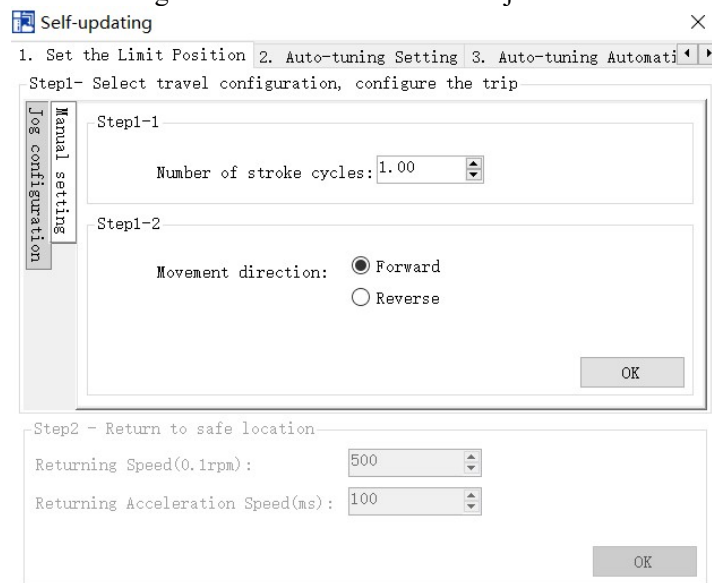 Self-updating
1. Set the Limit Position 2. Auto-tuning Setting 3. Auto-tuning Automati
Step1- Select travel configuration, configure the trip
Jog configuration
Manual setting
Step1-1
Number of stroke cycles: 1.00
Step1-2
Movement direction: Forward
Reverse
OK
Step2 - Return to safe location
Returning Speed(0.1rpm): 500
Returning Acceleration Speed(ms): 100
OK